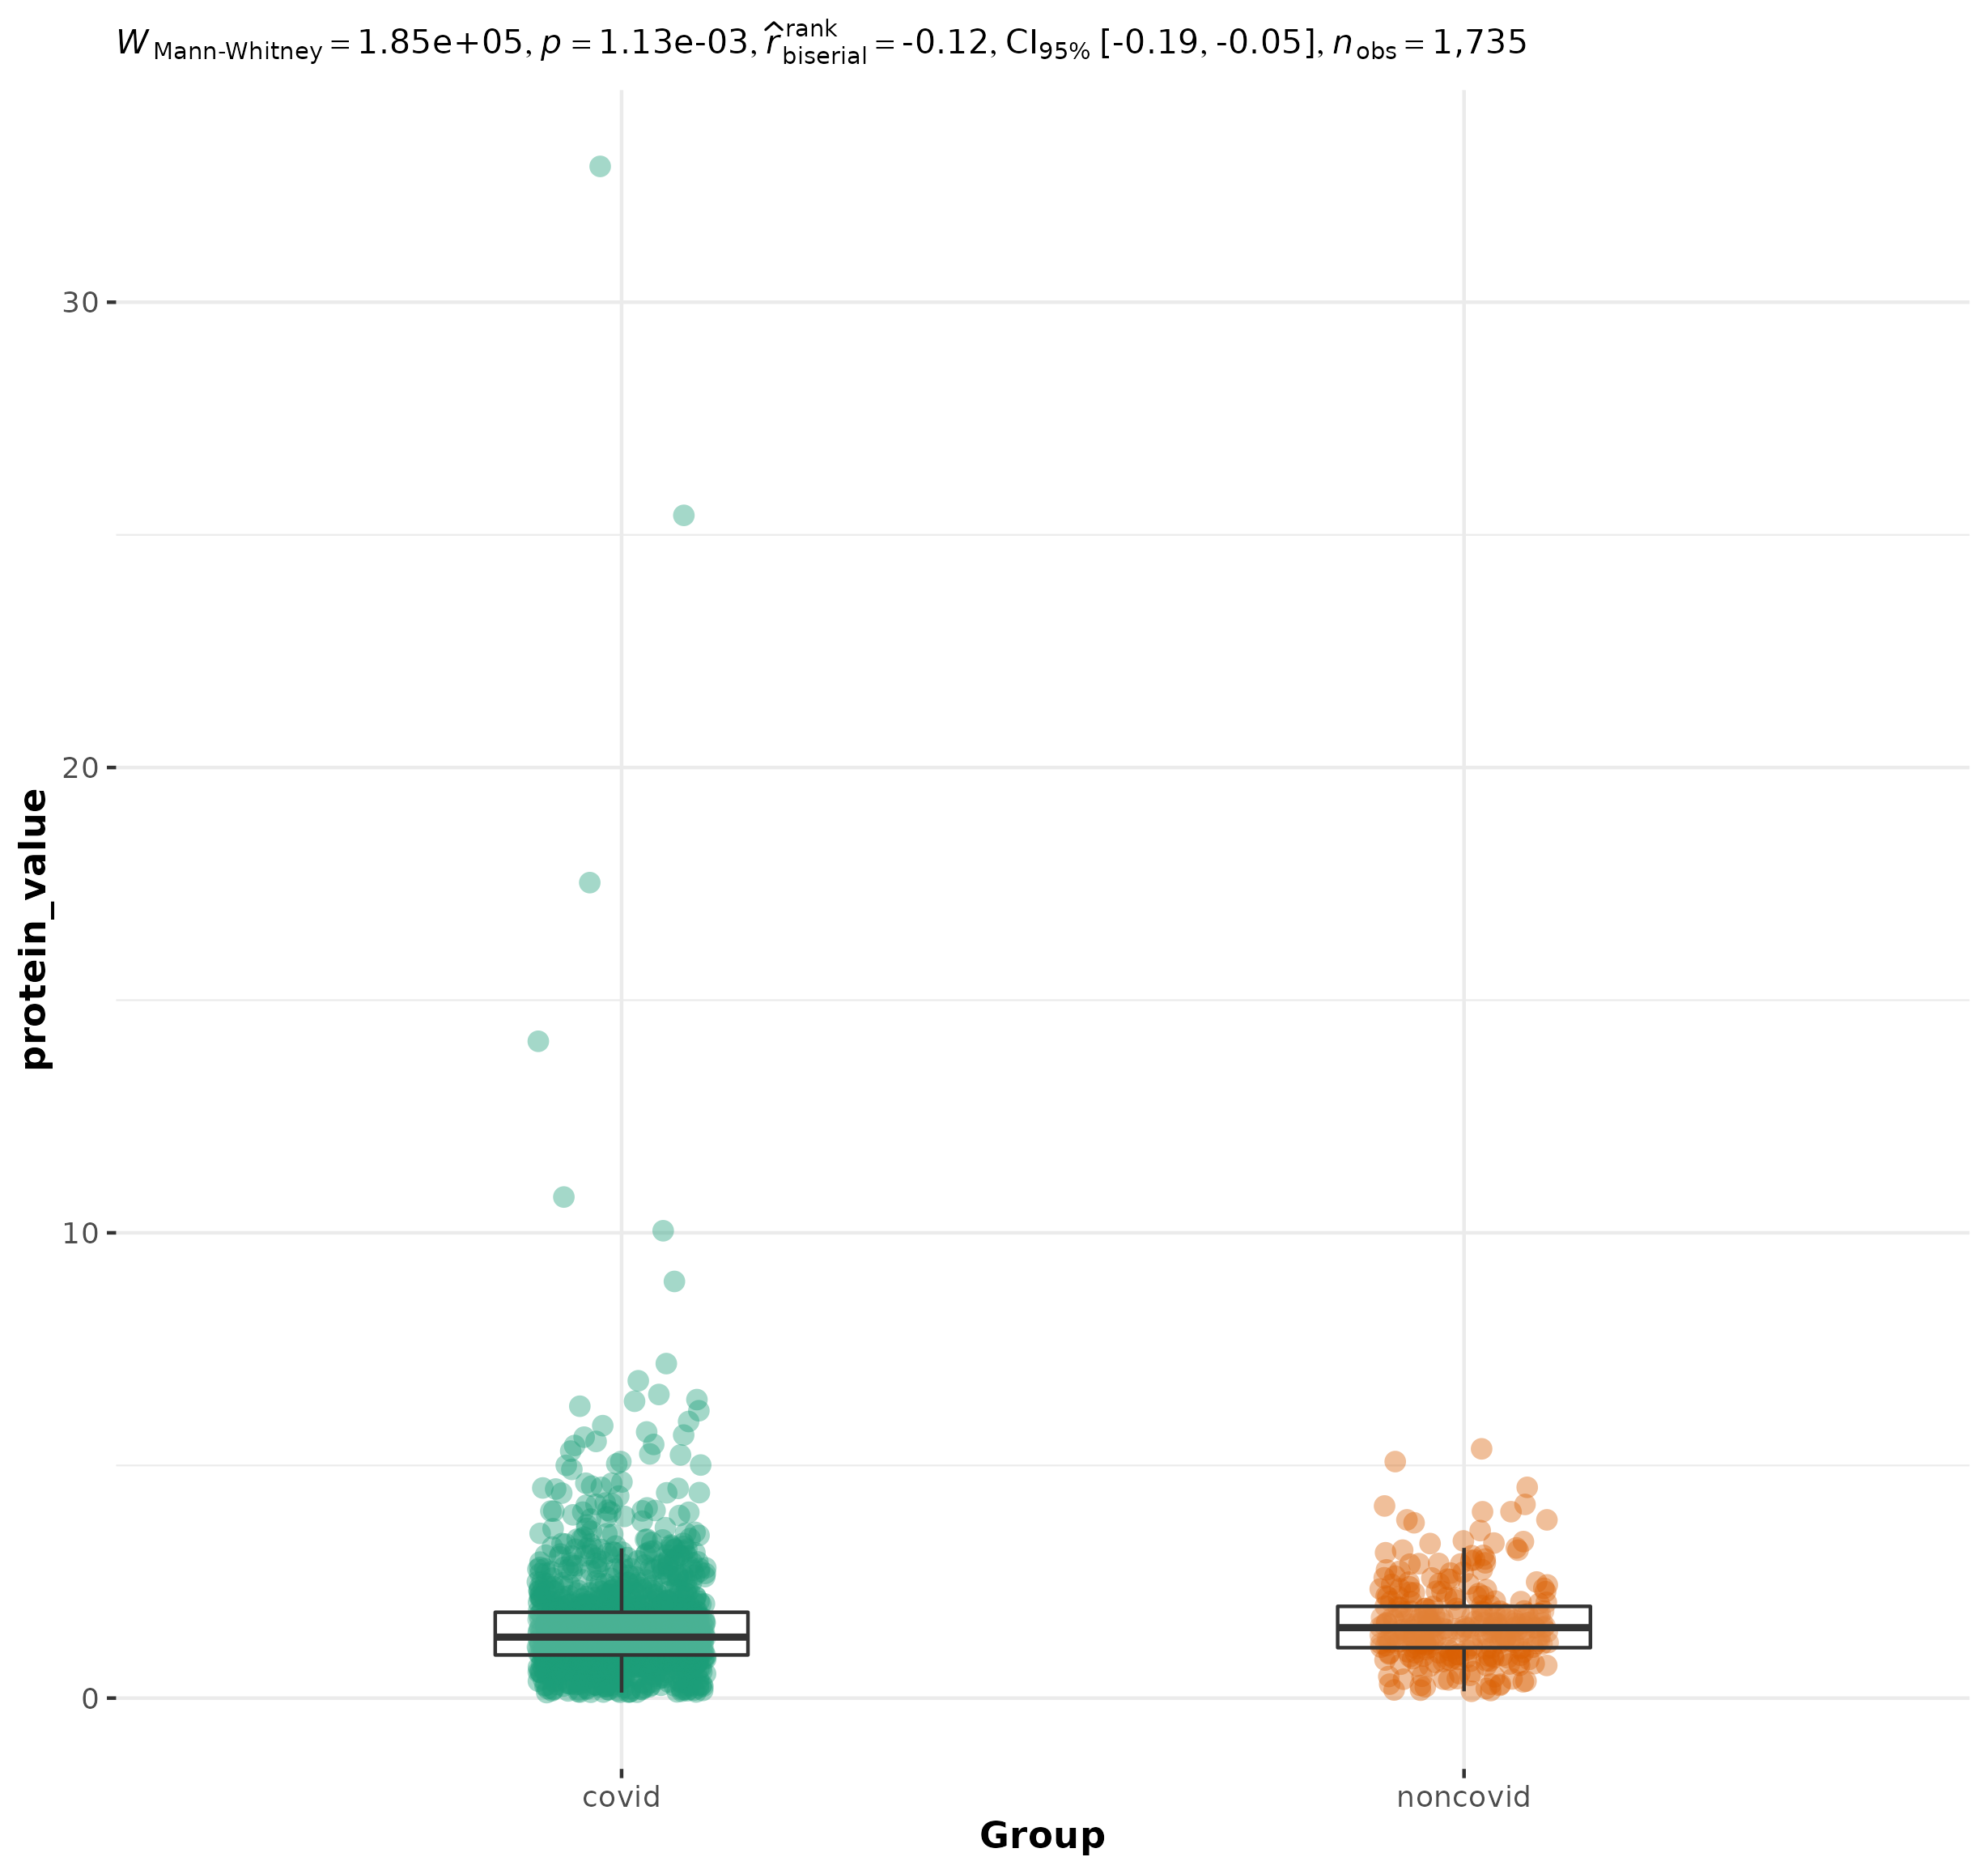 W Mann-Whitney = 1.85e+05, p = 1.13e-03, r̂ rank biserial = -0.12, CI95% [-0.19, -0.05], n obs = 1,735
30
20
10
0
protein_value
covid noncovid
Group